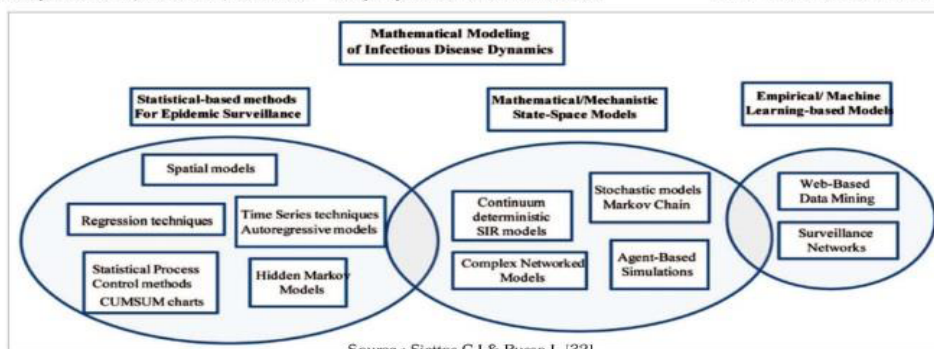 Mathematical Modeling
of Infectious Disease Dynamics
Statistical-based methods
For Epidemic Surveillance
Mathematical/Mechanistic
State-Space Models
Empirical/ Machine
Learning-based Models
Spatial models
Regression techniques
Time Series techniques
Autoregressive models
Statistical Process
Control methods
CUMSUM charts
Hidden Markov
Models
Continuum
deterministic
SIR models
Stochastic models
Markov Chain
Complex Networked
Models
Agent-Based
Simulations
Web-Based
Data Mining
Surveillance
Networks